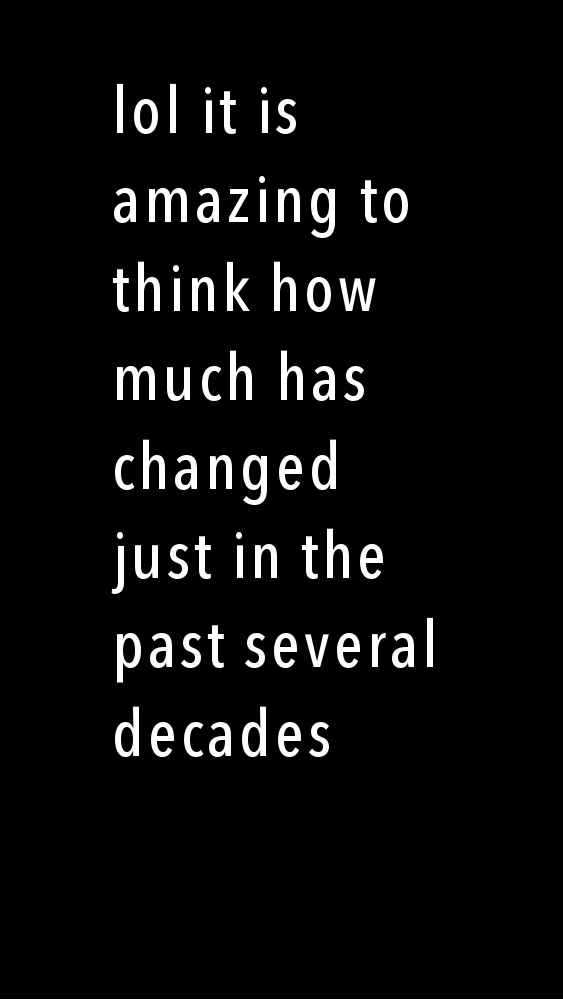 lol it is
amazing to
think how
much has
changed
just in the
past several
decades